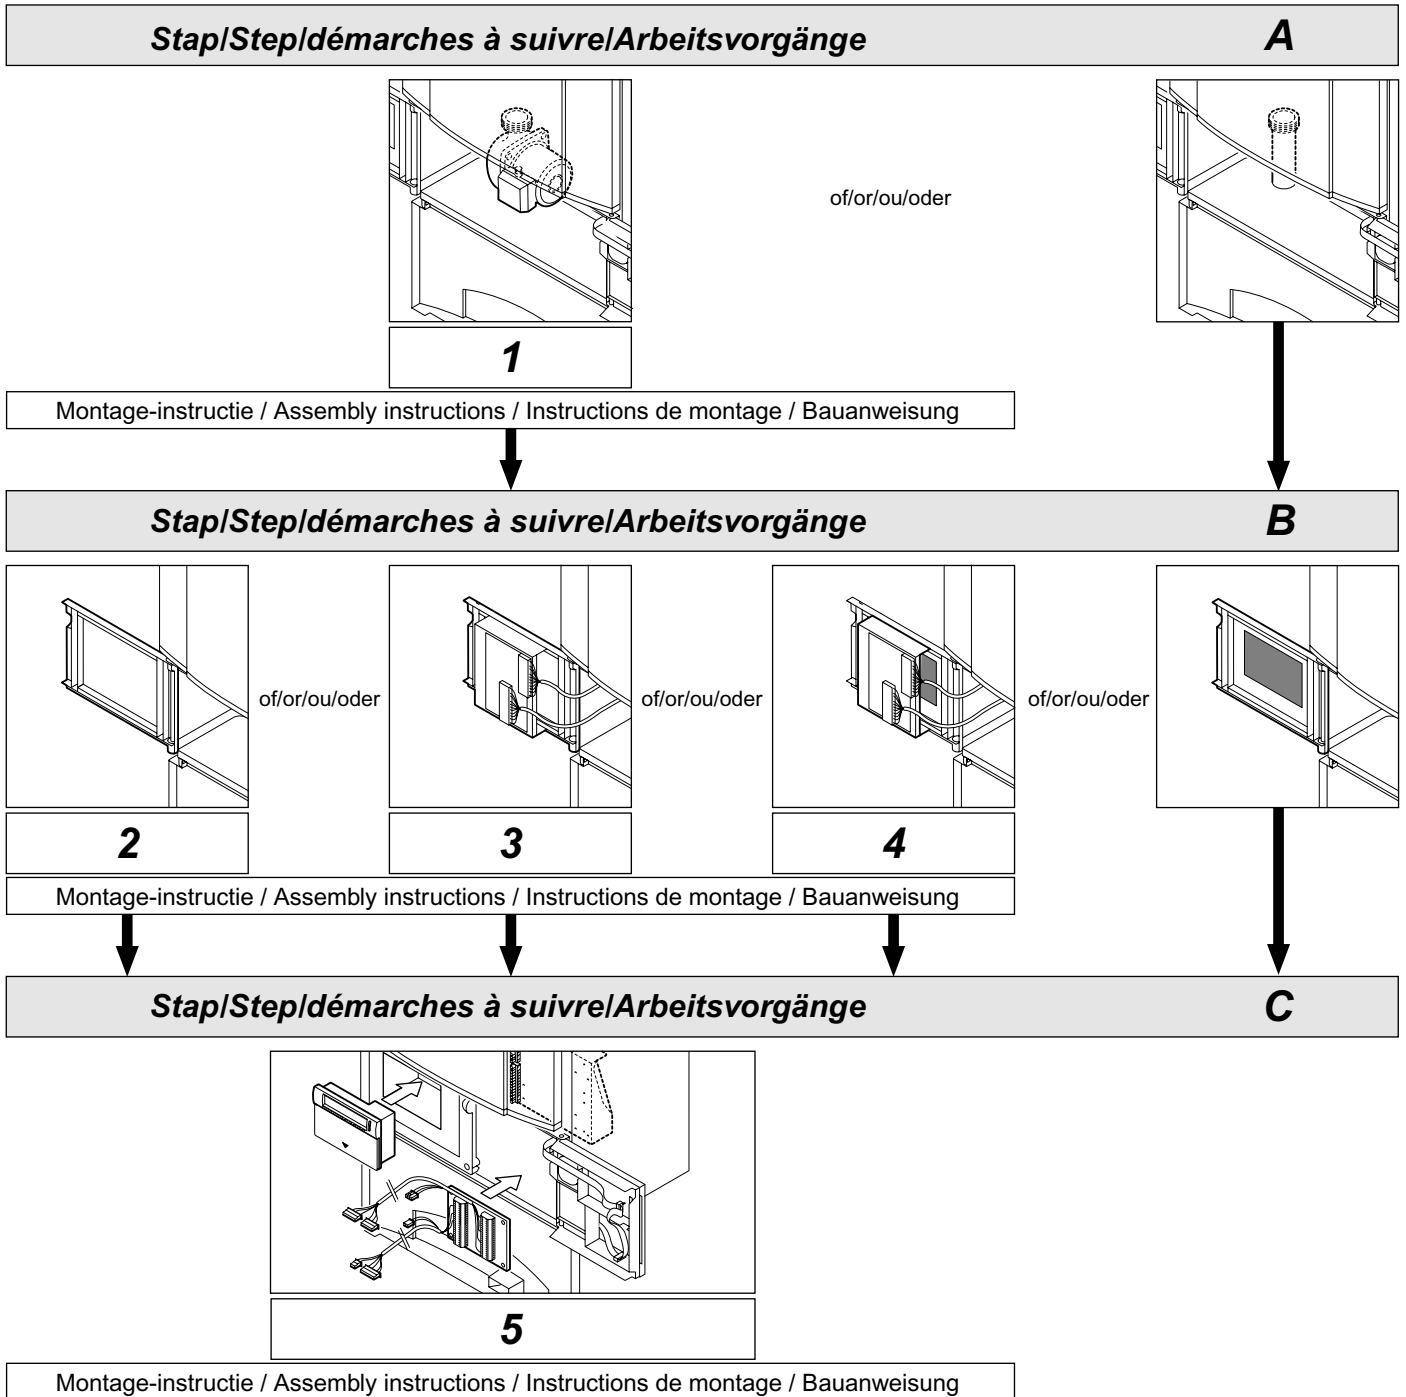 Stap/Step/démarches à suivre/Arbeitsvorgänge A
of/or/ou/oder
1
Montage-instructie / Assembly instructions / Instructions de montage / Bauanweisung
Stap/Step/démarches à suivre/Arbeitsvorgänge B
of/or/ou/oder of/or/ou/oder of/or/ou/oder
2 3 4
Montage-instructie / Assembly instructions / Instructions de montage / Bauanweisung
Stap/Step/démarches à suivre/Arbeitsvorgänge C
5
Montage-instructie / Assembly instructions / Instructions de montage / Bauanweisung